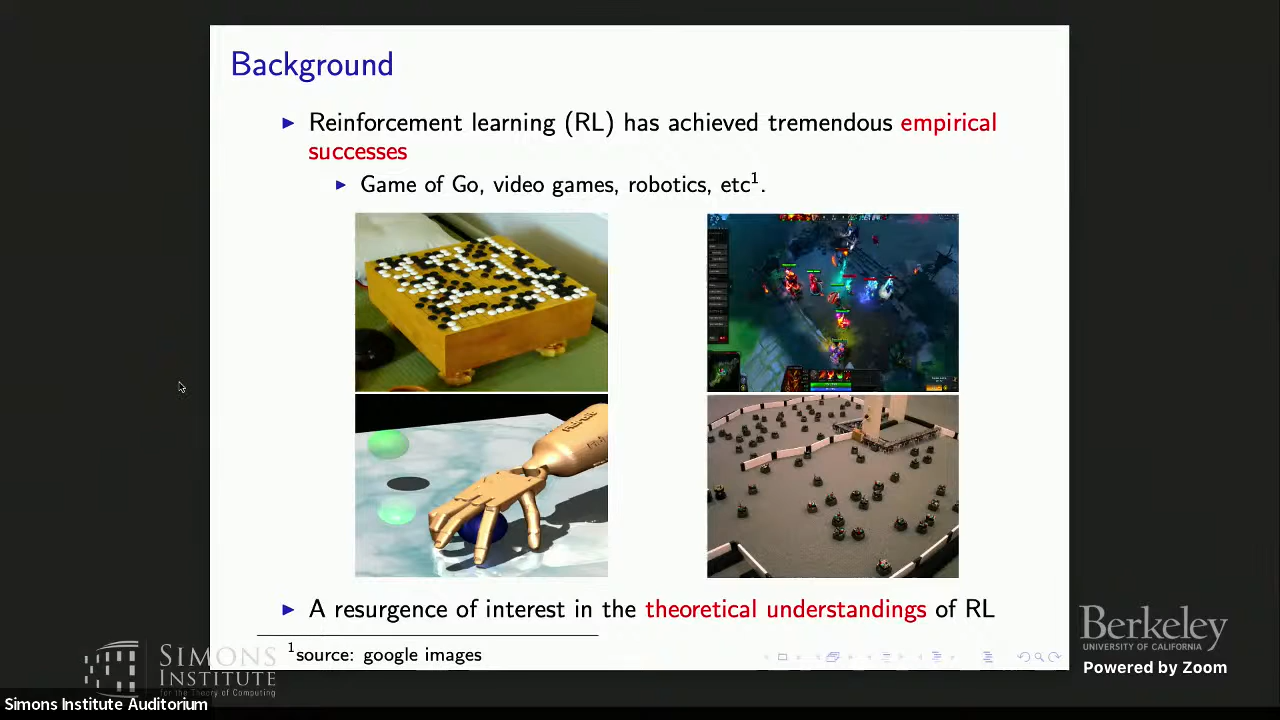 Background
▶ Reinforcement learning (RL) has achieved tremendous empirical
successes
▶ Game of Go, video games, robotics, etc1.
▶ A resurgence of interest in the theoretical understandings of RL
1source: google images
SIMONS
INSTITUTE
for the Theory of Computing
Berkeley
UNIVERSITY OF CALIFORNIA
Powered by Zoom
Simons Institute Auditorium